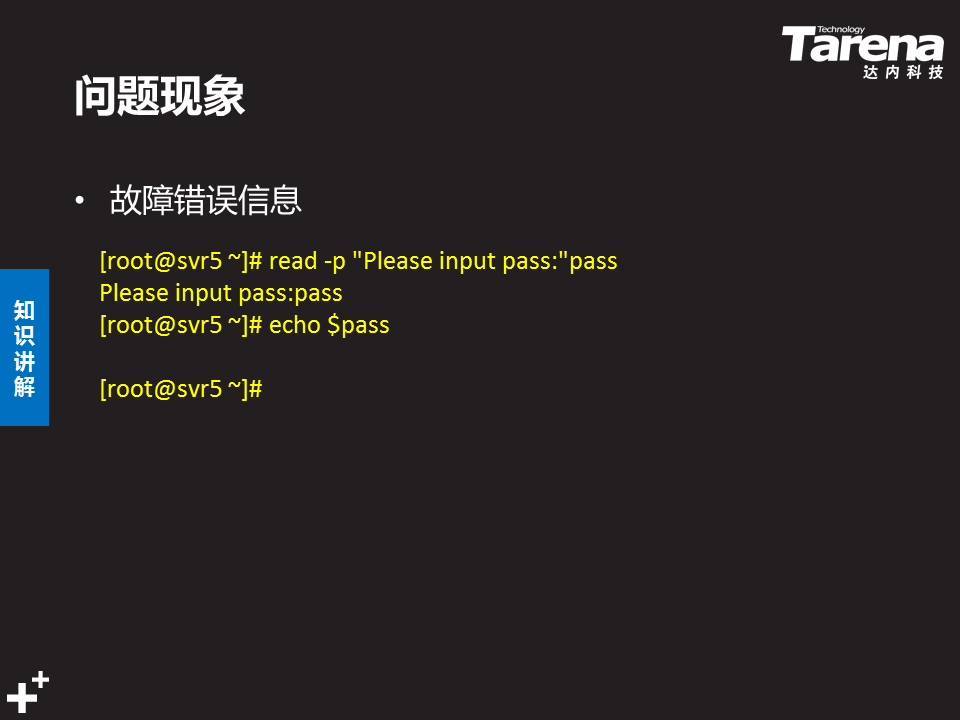 Technology
Tarena
达内科技
问题现象
• 故障错误信息
[root@svr5 ~]# read -p "Please input pass:"pass
Please input pass:pass
[root@svr5 ~]# echo $pass
[root@svr5 ~]#
知
识
讲
解